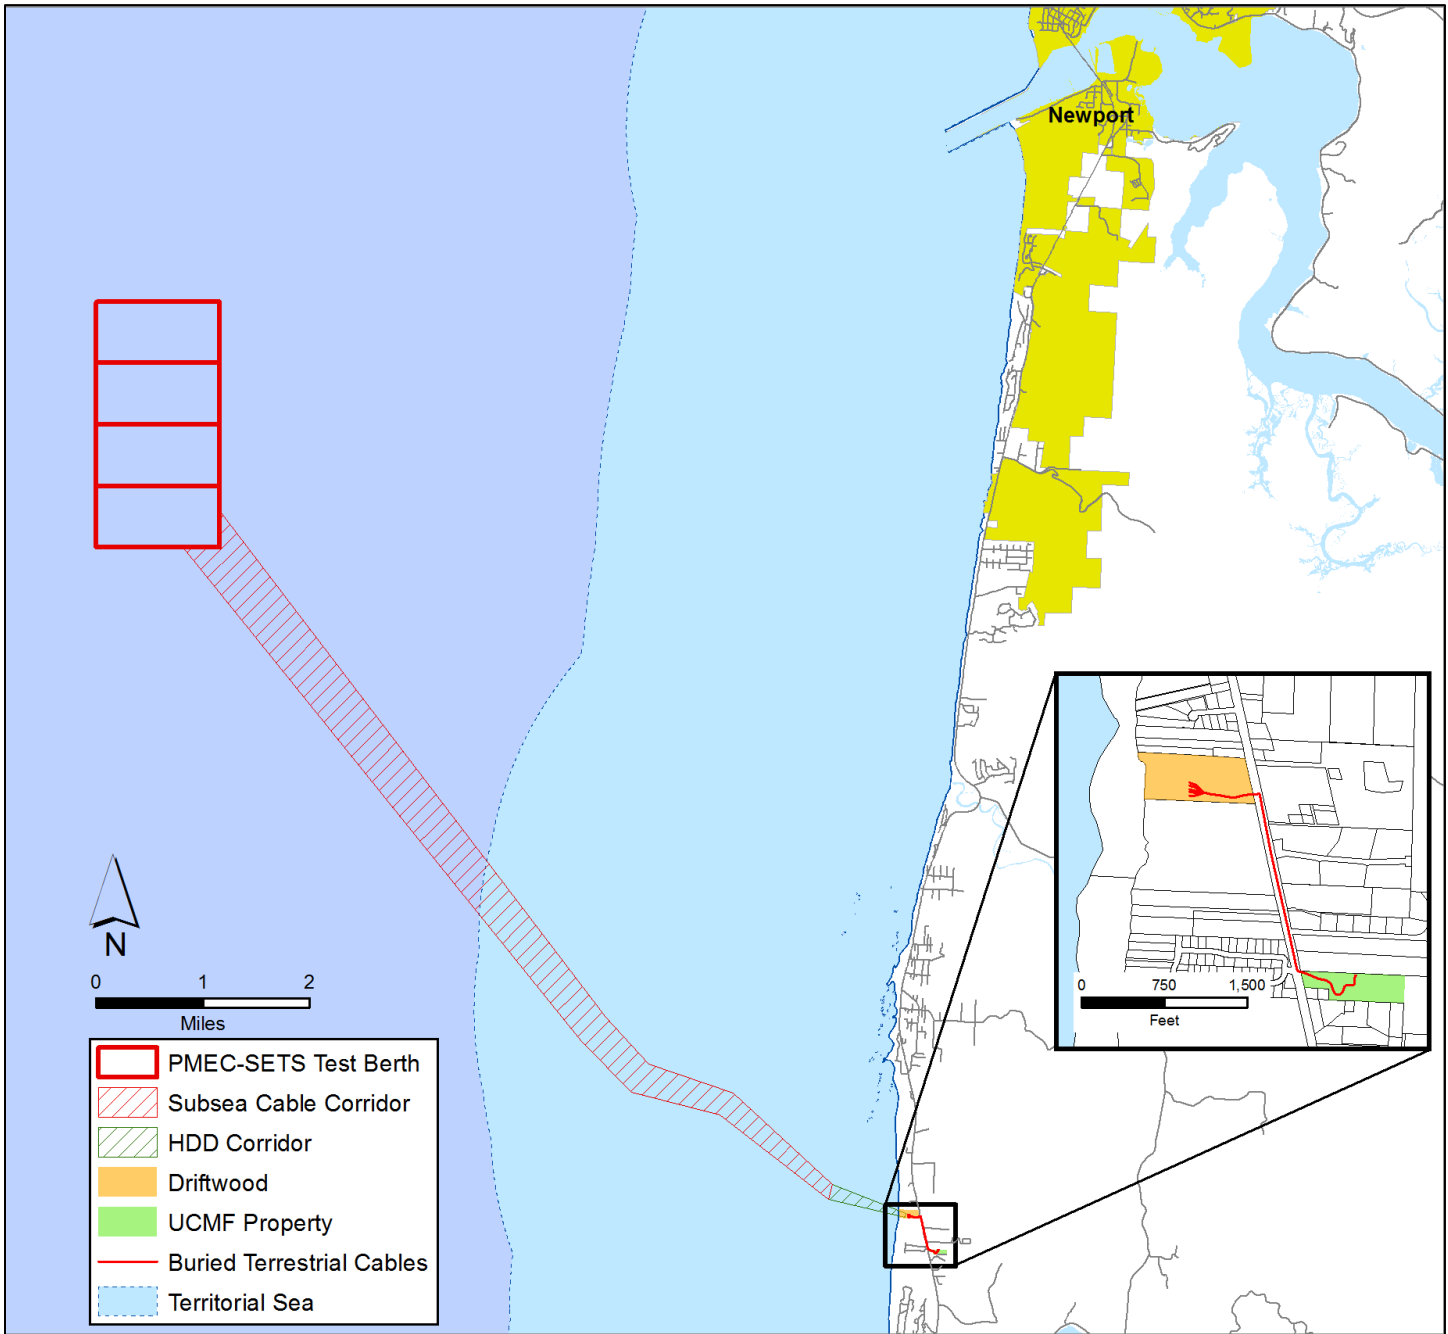 Newport
N
0 1 2
Miles
PMEC-SETS Test Berth
Subsea Cable Corridor
HDD Corridor
Driftwood
UCMF Property
Buried Terrestrial Cables
Territorial Sea
0 750 1,500
Feet